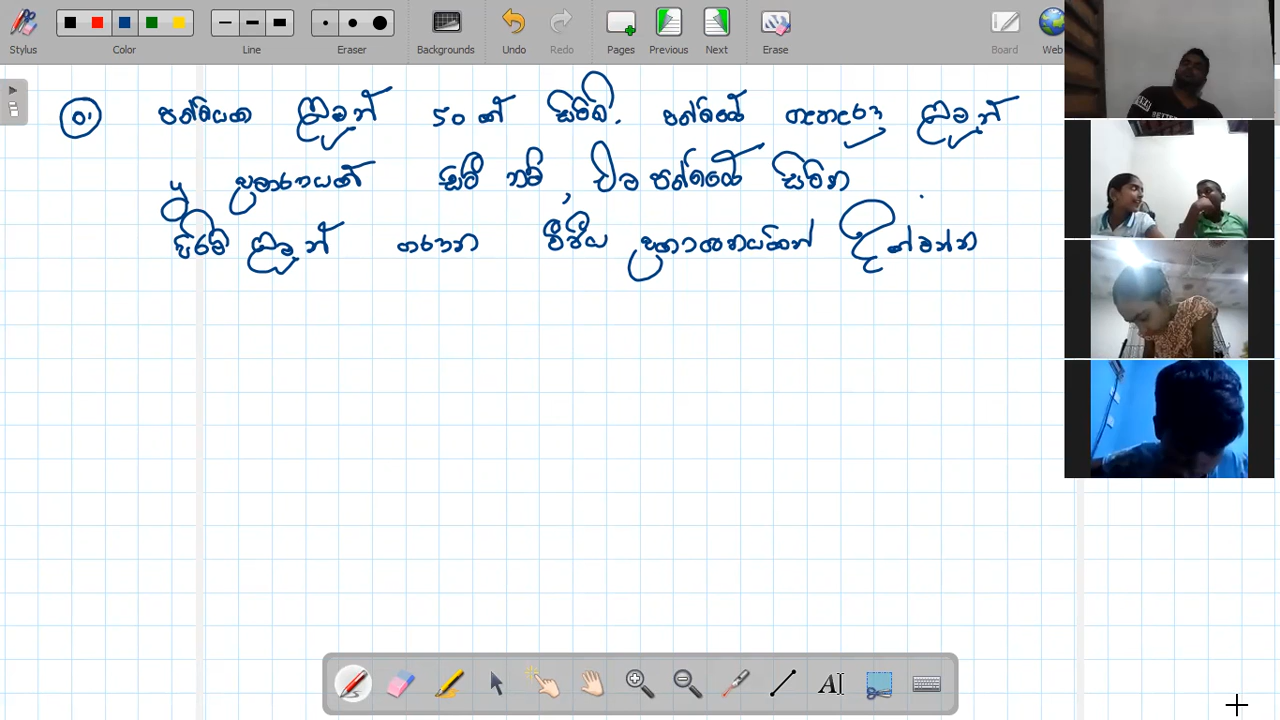 Stylus Color Line Eraser Backgrounds Undo Redo Pages Previous Next Erase Board Web
01 පන්තියක ළමුන් 50 ක් සිටිති. පන්තියේ ගැහැණු ළමුන්
y ප්‍රමාණයක් සිටී නම්, එම පන්තියේ සිටින
පිරිමි ළමුන් ගණන වීජීය ප්‍රකාශනයකින් දක්වන්න